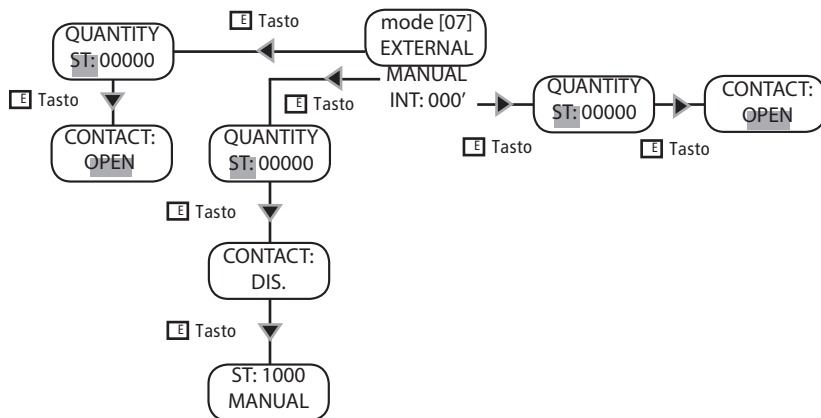 mode [07]
EXTERNAL
MANUAL
INT: 000'
E Tasto
QUANTITY
ST: 00000
E Tasto
CONTACT:
OPEN
E Tasto
QUANTITY
ST: 00000
E Tasto
CONTACT:
DIS.
E Tasto
ST: 1000
MANUAL
E Tasto
QUANTITY
ST: 00000
E Tasto
CONTACT:
OPEN